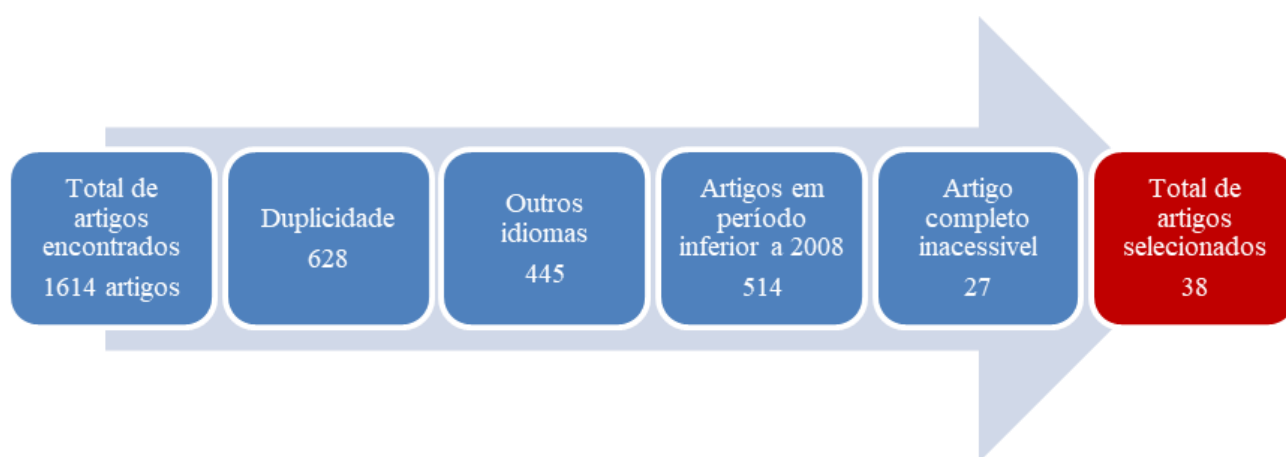 Total de
artigos
encontrados
1614 artigos
Duplicidade
628
Outros
idiomas
445
Artigos em
período
inferior a 2008
514
Artigo
completo
inacessivel
27
Total de
artigos
selecionados
38